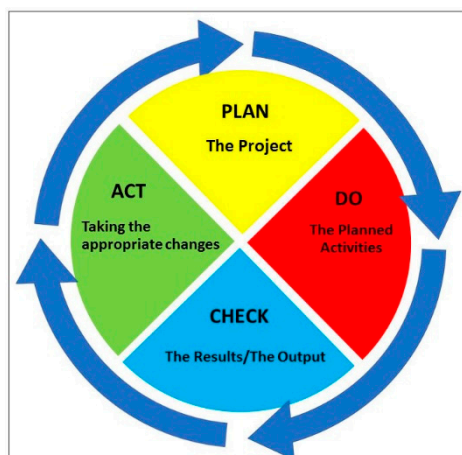 PLAN
The Project
DO
The Planned
Activities
CHECK
The Results/The Output
ACT
Taking the
appropriate changes